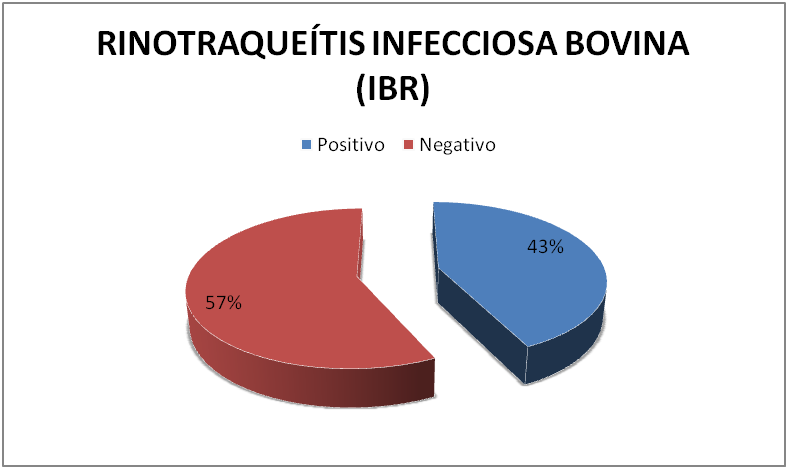 RINOTRAQUEÍTIS INFECCIOSA BOVINA
(IBR)
Positivo Negativo
43%
57%